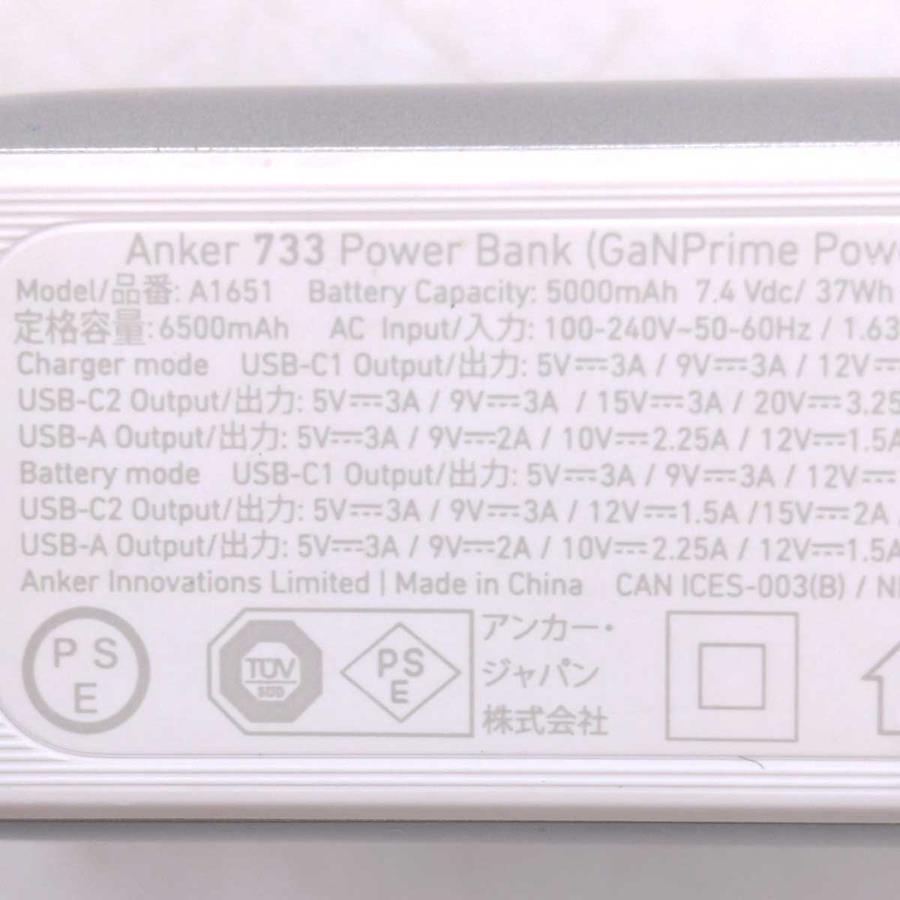 Anker 733 Power Bank (GaNPrime Powe
Model/品番: A1651 Battery Capacity: 5000mAh 7.4 Vdc/ 37Wh
定格容量:6500mAh AC Input/入力: 100-240V~50-60Hz / 1.63
Charger mode USB-C1 Output/出力: 5V⎓3A / 9V⎓3A / 12V⎓
USB-C2 Output/出力: 5V⎓3A / 9V⎓3A / 15V⎓3A / 20V⎓3.25
USB-A Output/出力: 5V⎓3A / 9V⎓2A / 10V⎓2.25A / 12V⎓1.5A
Battery mode USB-C1 Output/出力: 5V⎓3A / 9V⎓3A / 12V⎓
USB-C2 Output/出力: 5V⎓3A / 9V⎓3A / 12V⎓1.5A /15V⎓2A /
USB-A Output/出力: 5V⎓3A / 9V⎓2A / 10V⎓2.25A / 12V⎓1.5A
Anker Innovations Limited | Made in China CAN ICES-003(B) / N
PS
E
TÜV
SÜD
PS
E
アンカー・
ジャパン
株式会社